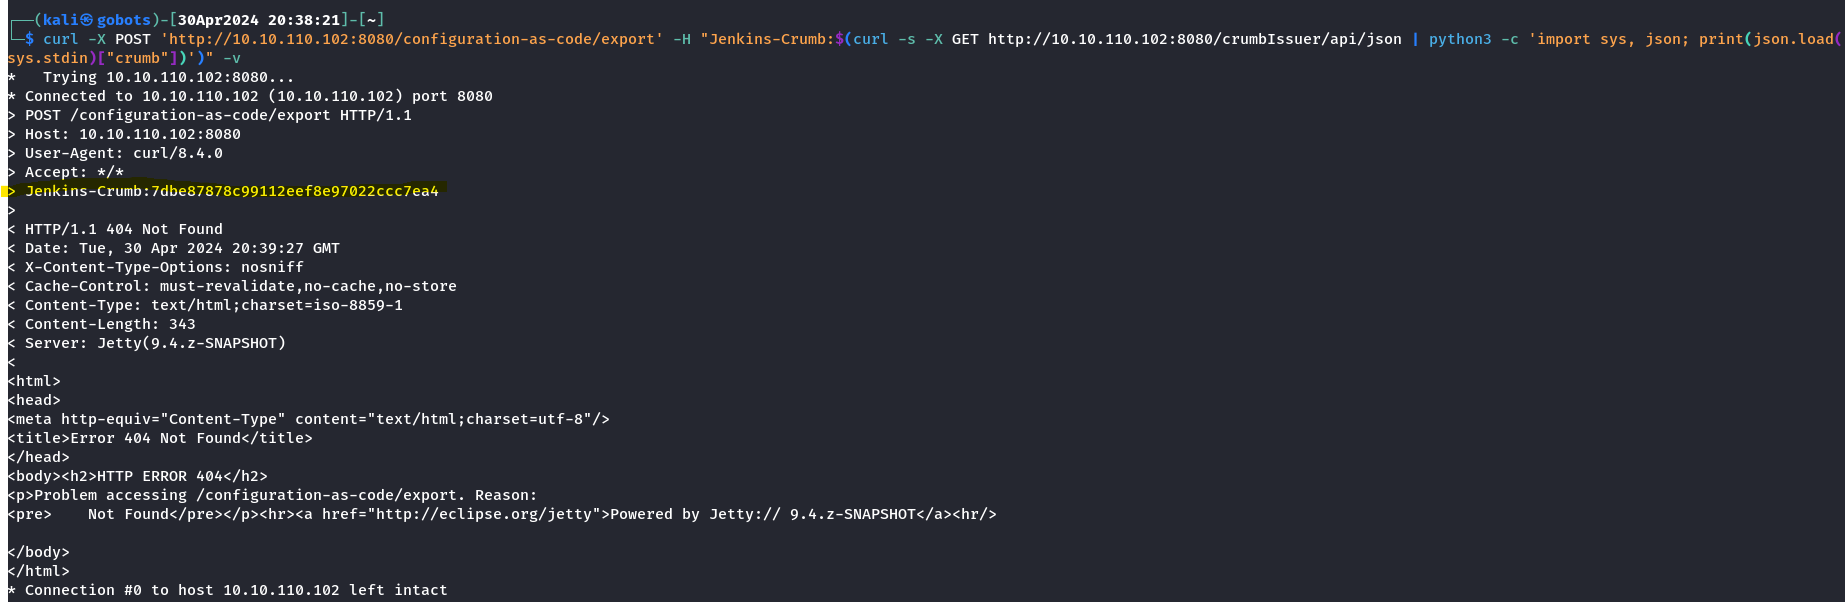 ┌──(kali㉿gobots)-[30Apr2024 20:38:21]-[~]
└─$ curl -X POST 'http://10.10.110.102:8080/configuration-as-code/export' -H "Jenkins-Crumb:$(curl -s -X GET http://10.10.110.102:8080/crumbIssuer/api/json | python3 -c 'import sys, json; print(json.load(
sys.stdin)["crumb"])')" -v
*   Trying 10.10.110.102:8080...
* Connected to 10.10.110.102 (10.10.110.102) port 8080
> POST /configuration-as-code/export HTTP/1.1
> Host: 10.10.110.102:8080
> User-Agent: curl/8.4.0
> Accept: */*
> Jenkins-Crumb:7dbe87878c99112eef8e97022ccc7ea4
>
< HTTP/1.1 404 Not Found
< Date: Tue, 30 Apr 2024 20:39:27 GMT
< X-Content-Type-Options: nosniff
< Cache-Control: must-revalidate,no-cache,no-store
< Content-Type: text/html;charset=iso-8859-1
< Content-Length: 343
< Server: Jetty(9.4.z-SNAPSHOT)
<
<html>
<head>
<meta http-equiv="Content-Type" content="text/html;charset=utf-8"/>
<title>Error 404 Not Found</title>
</head>
<body><h2>HTTP ERROR 404</h2>
<p>Problem accessing /configuration-as-code/export. Reason:
<pre>    Not Found</pre></p><hr><a href="http://eclipse.org/jetty">Powered by Jetty:// 9.4.z-SNAPSHOT</a><hr/>

</body>
</html>
* Connection #0 to host 10.10.110.102 left intact